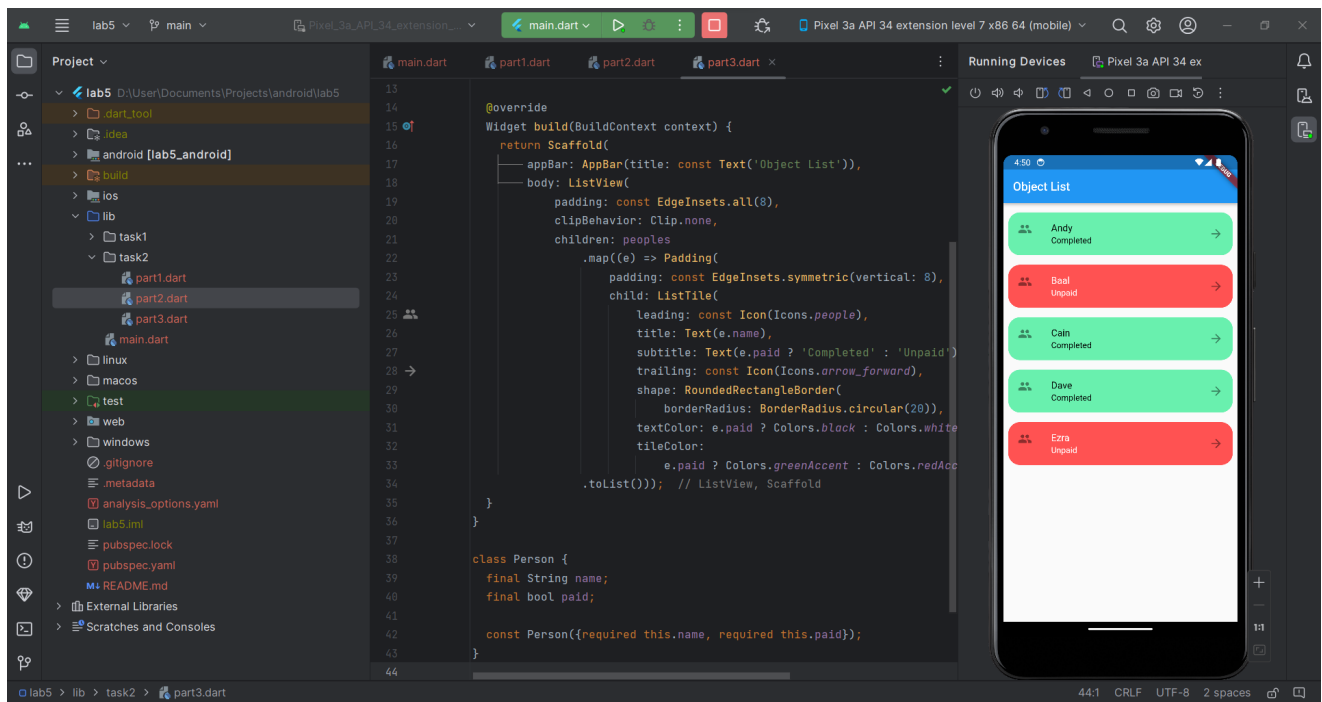 lab5 main Pixel_3a_API_34_extension_... main.dart Pixel 3a API 34 extension level 7 x86 64 (mobile)
Project
main.dart part1.dart part2.dart part3.dart
Running Devices Pixel 3a API 34 ex
lab5 D:\User\Documents\Projects\android\lab5
.dart_tool
.idea
android [lab5_android]
build
ios
lib
task1
task2
part1.dart
part2.dart
part3.dart
main.dart
linux
macos
test
web
windows
.gitignore
.metadata
analysis_options.yaml
lab5.iml
pubspec.lock
pubspec.yaml
M↓ README.md
External Libraries
Scratches and Consoles
13
14 @override
15 Widget build(BuildContext context) {
16 return Scaffold(
17 appBar: AppBar(title: const Text('Object List')),
18 body: ListView(
19 padding: const EdgeInsets.all(8),
20 clipBehavior: Clip.none,
21 children: peoples
22 .map((e) => Padding(
23 padding: const EdgeInsets.symmetric(vertical: 8),
24 child: ListTile(
25 leading: const Icon(Icons.people),
26 title: Text(e.name),
27 subtitle: Text(e.paid ? 'Completed' : 'Unpaid')
28 trailing: const Icon(Icons.arrow_forward),
29 shape: RoundedRectangleBorder(
30 borderRadius: BorderRadius.circular(20)),
31 textColor: e.paid ? Colors.black : Colors.white
32 tileColor:
33 e.paid ? Colors.greenAccent : Colors.redAcc
34 .toList())); // ListView, Scaffold
35 }
36 }
37
38 class Person {
39 final String name;
40 final bool paid;
41
42 const Person({required this.name, required this.paid});
43 }
44
4:50
DEBUG
Object List
Andy
Completed
Baal
Unpaid
Cain
Completed
Dave
Completed
Ezra
Unpaid
1:1
lab5 > lib > task2 > part3.dart
44:1 CRLF UTF-8 2 spaces